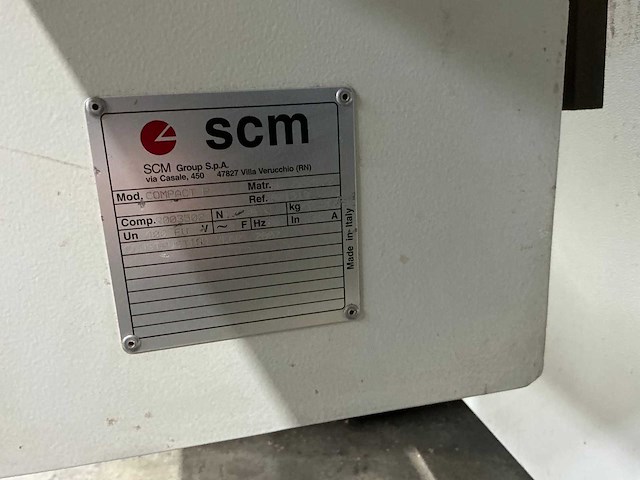 scm
SCM Group S.p.A.
via Casale, 450 47827 Villa Verucchio (RN)
Mod. COMPACT Matr.
Ref.
Comp. N kg
Un V ~ F Hz In A
Made in Italy